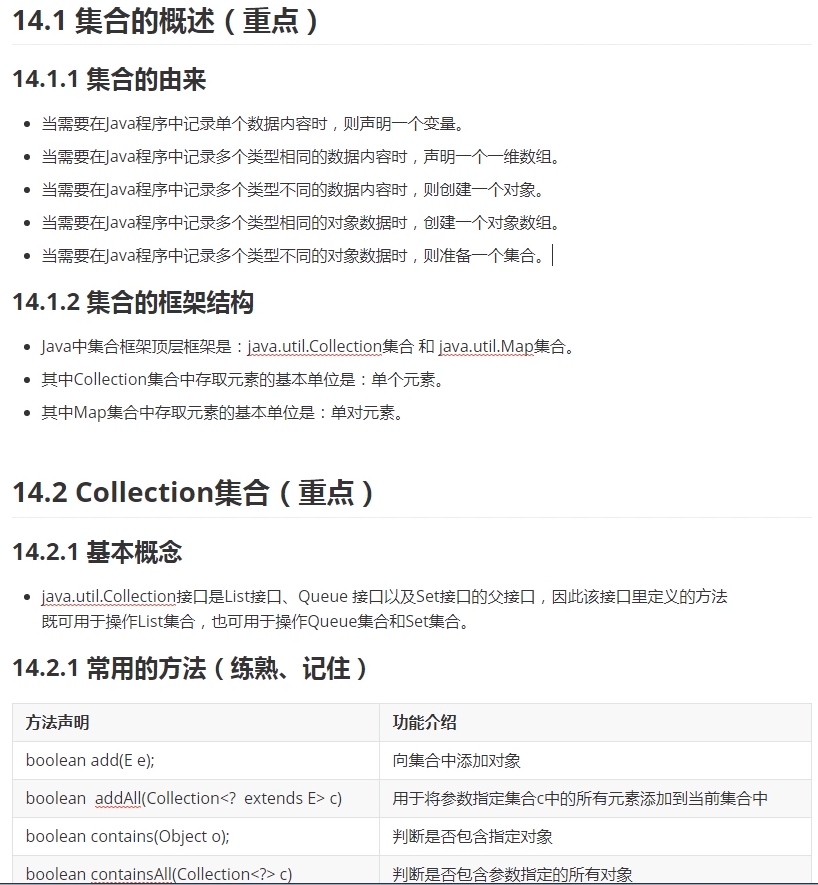 14.1 集合的概述（重点）
14.1.1 集合的由来
当需要在Java程序中记录单个数据内容时，则声明一个变量。
当需要在Java程序中记录多个类型相同的数据内容时，声明一个一维数组。
当需要在Java程序中记录多个类型不同的数据内容时，则创建一个对象。
当需要在Java程序中记录多个类型相同的对象数据时，创建一个对象数组。
当需要在Java程序中记录多个类型不同的对象数据时，则准备一个集合。
14.1.2 集合的框架结构
Java中集合框架顶层框架是：java.util.Collection集合 和 java.util.Map集合。
其中Collection集合中存取元素的基本单位是：单个元素。
其中Map集合中存取元素的基本单位是：单对元素。
14.2 Collection集合（重点）
14.2.1 基本概念
java.util.Collection接口是List接口、Queue 接口以及Set接口的父接口，因此该接口里定义的方法
既可用于操作List集合，也可用于操作Queue集合和Set集合。
14.2.1 常用的方法（练熟、记住）
方法声明 功能介绍
boolean add(E e); 向集合中添加对象
boolean addAll(Collection<? extends E> c) 用于将参数指定集合c中的所有元素添加到当前集合中
boolean contains(Object o); 判断是否包含指定对象
boolean containsAll(Collection<?> c) 判断是否包含参数指定的所有对象